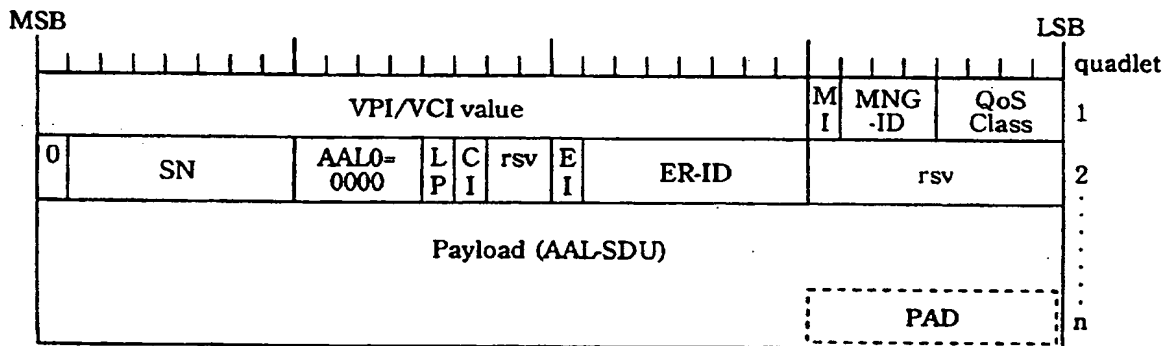 MSB LSB
quadlet
VPI/VCI value M I MNG -ID QoS Class 1
0 SN AAL0= 0000 L P C I rsv E I ER-ID rsv 2
Payload (AAL-SDU)
PAD n